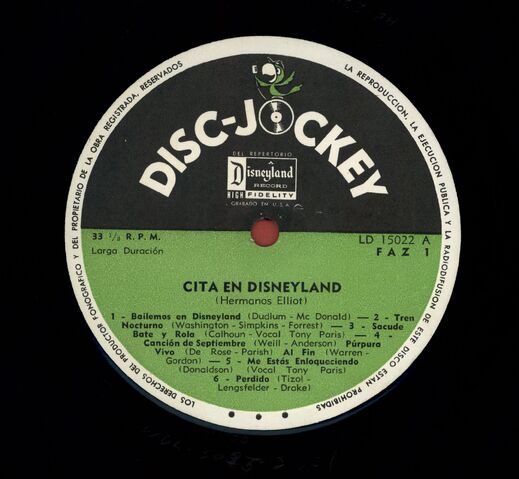 LOS DERECHOS DEL PRODUCTOR FONOGRAFICO Y DEL PROPIETARIO DE LA OBRA REGISTRADA, RESERVADOS
LA REPRODUCCION, LA EJECUCION PUBLICA Y LA RADIODIFUSION DE ESTE DISCO ESTAN PROHIBIDAS
DISC-JOCKEY
DEL REPERTORIO
Disneyland
RECORD
HIGH FIDELITY
GRABADO EN U.S.A.
33 1/3 R. P. M.
Larga Duración
LD 15022 A
FAZ 1
CITA EN DISNEYLAND
(Hermanos Elliot)
1 - Bailemos en Disneyland (Dudlum - Mc Donald) — 2 - Tren
Nocturno (Washington - Simpkins - Forrest) — 3 - Sacude
Bate y Rola (Calhoun - Vocal Tony Paris) — 4 -
Canción de Septiembre (Weill - Anderson) Púrpura
Vivo (De Rose - Parish) Al Fin (Warren -
Gordon) — 5 - Me Estás Enloqueciendo
(Donaldson) (Vocal Tony Paris)
6 - Perdido (Tizol -
Lengsfelder - Drake)